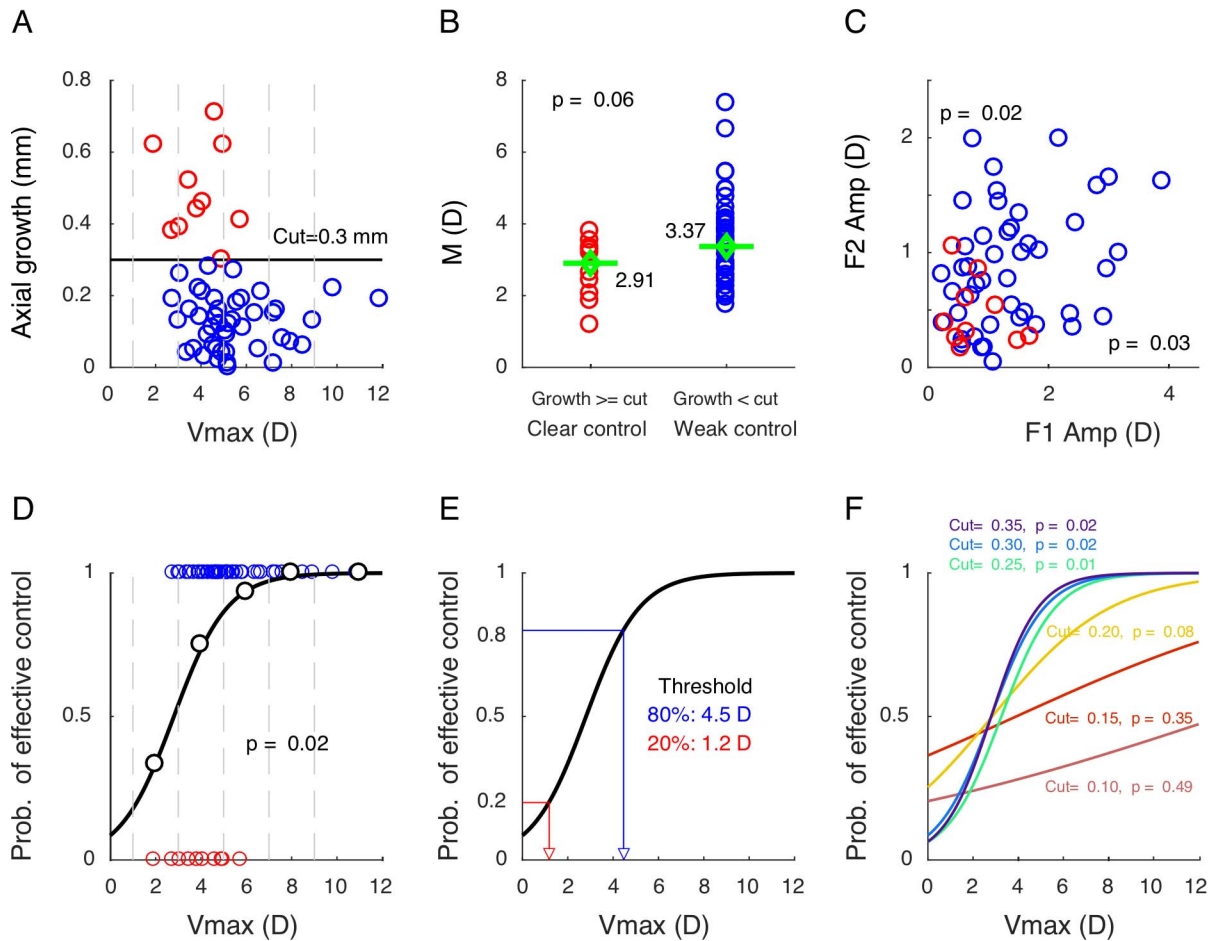 A
Axial growth (mm)
0.8
0.6
0.4
0.2
0
Cut=0.3 mm
0 2 4 6 8 10 12
Vmax (D)
B
M (D)
8
6
4
2
0
p = 0.06
3.37
2.91
Growth >= cut Growth < cut
Clear control Weak control
C
F2 Amp (D)
2
1
0
p = 0.02
p = 0.03
0 2 4
F1 Amp (D)
D
Prob. of effective control
1
0.5
0
p = 0.02
0 2 4 6 8 10 12
Vmax (D)
E
Prob. of effective control
1
0.8
0.5
0.2
0
Threshold
80%: 4.5 D
20%: 1.2 D
0 2 4 6 8 10 12
Vmax (D)
F
Cut= 0.35, p = 0.02
Cut= 0.30, p = 0.02
Cut= 0.25, p = 0.01
Prob. of effective control
1
0.5
0
Cut= 0.20, p = 0.08
Cut= 0.15, p = 0.35
Cut= 0.10, p = 0.49
0 2 4 6 8 10 12
Vmax (D)